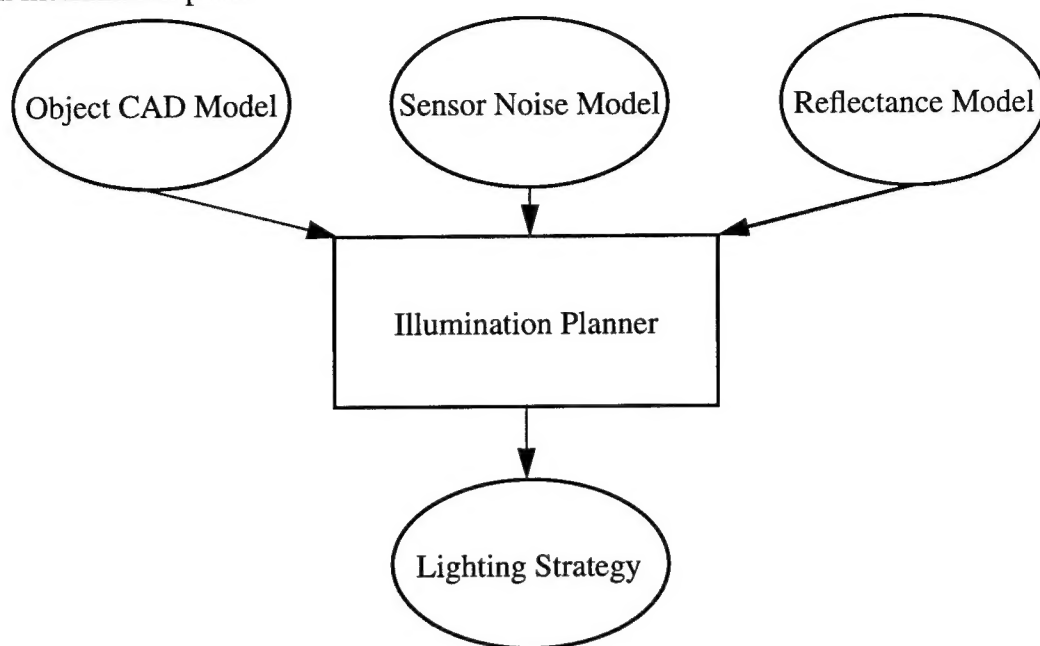 Object CAD Model
Sensor Noise Model
Reflectance Model
Illumination Planner
Lighting Strategy